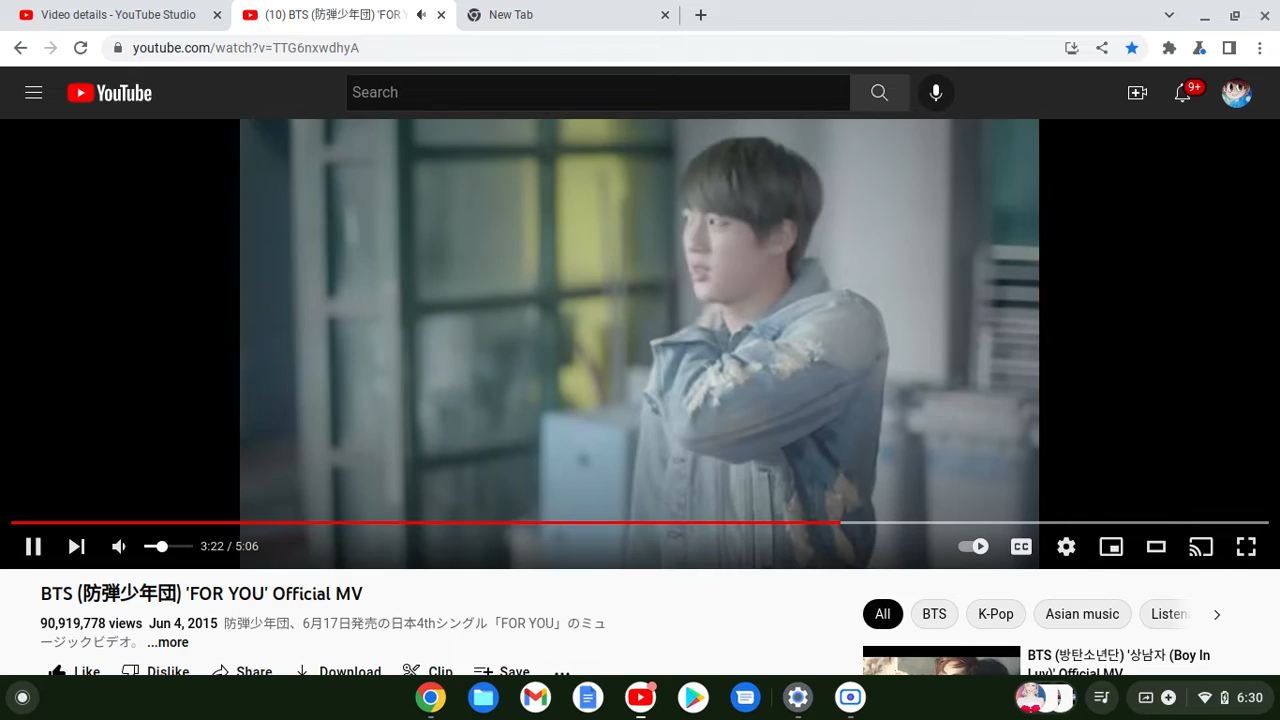 Video details - YouTube Studio
(10) BTS (防弾少年団) 'FOR Y
New Tab
youtube.com/watch?v=TTG6nxwdhyA
YouTube
Search
9+
3:22 / 5:06
CC
BTS (防弾少年団) 'FOR YOU' Official MV
90,919,778 views Jun 4, 2015 防弾少年団、6月17日発売の日本4thシングル「FOR YOU」のミュ
ージックビデオ。 ...more
Like
Dislike
Share
Download
Clip
Save
All
BTS
K-Pop
Asian music
Listen
BTS (방탄소년단) '상남자 (Boy In
Luv)' Official MV
6:30